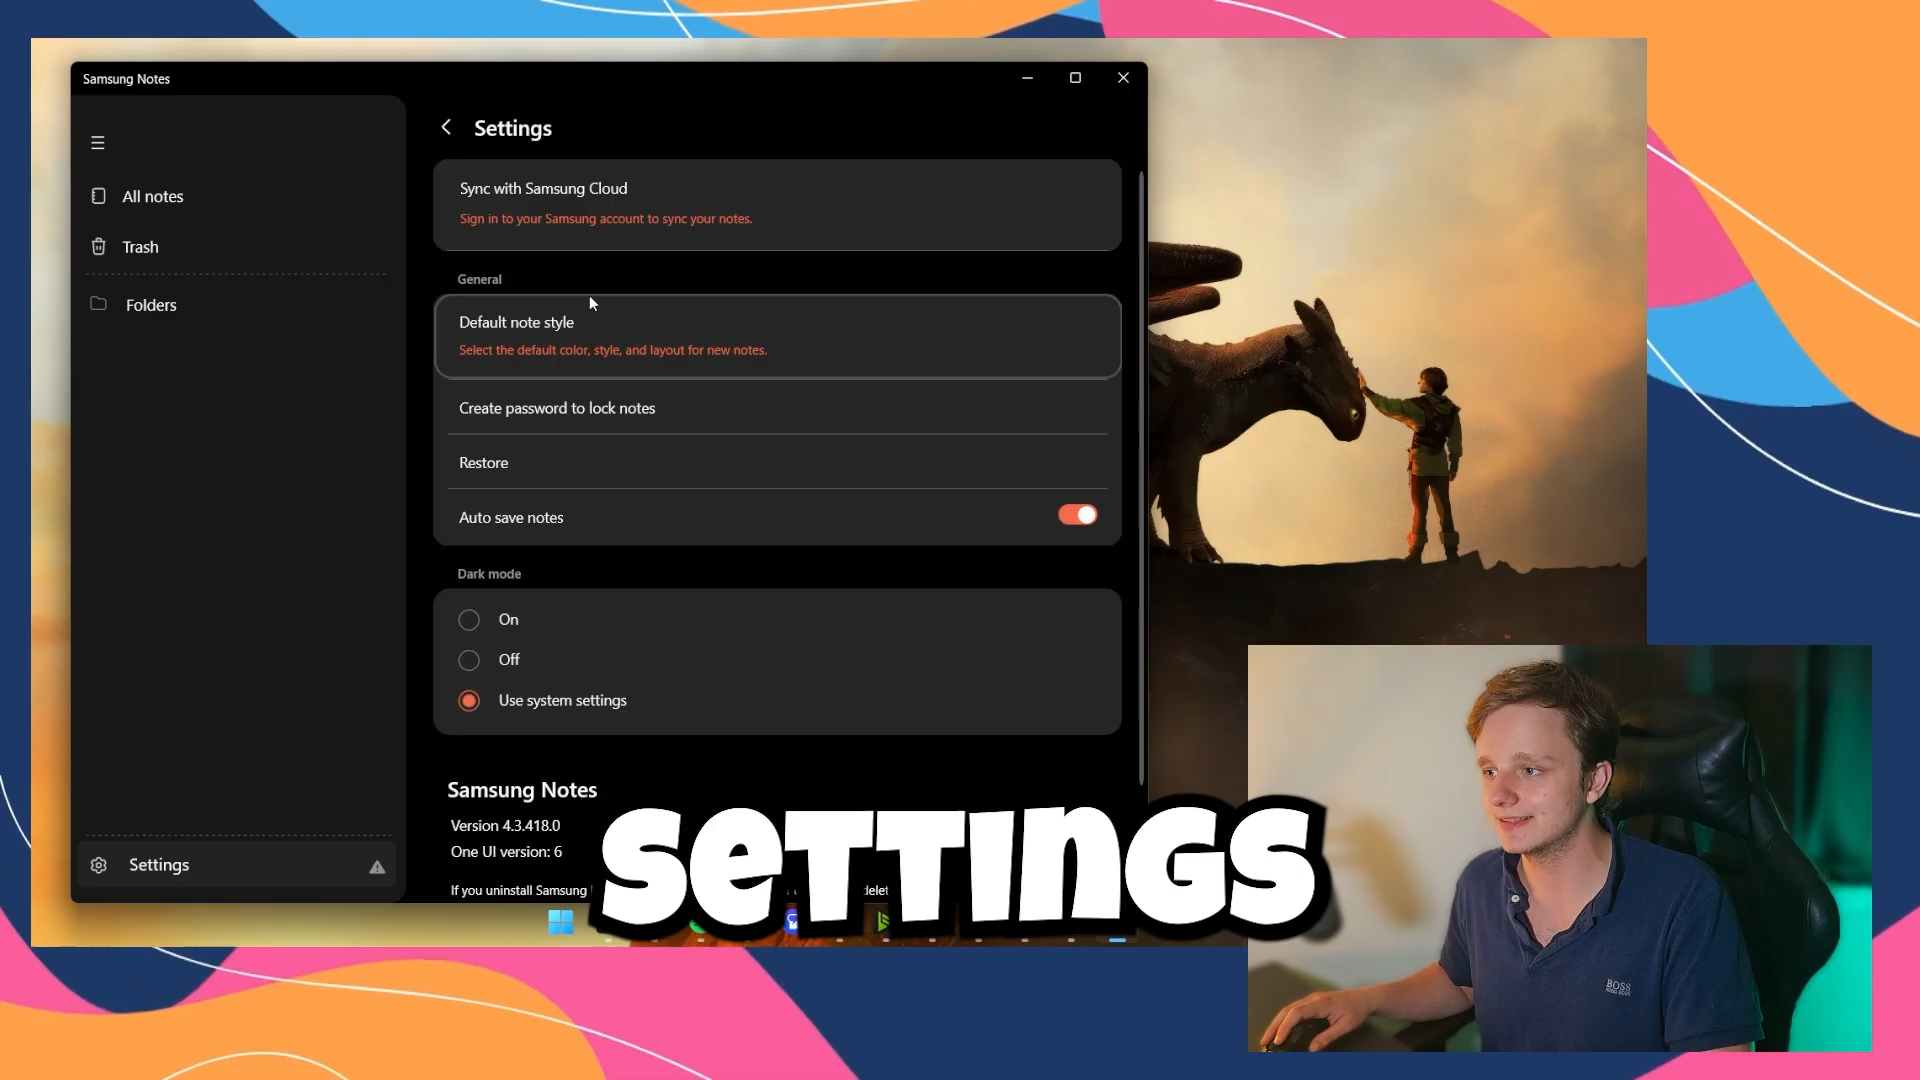 Samsung Notes
Settings
All notes
Trash
Folders
Settings
Sync with Samsung Cloud
Sign in to your Samsung account to sync your notes.
General
Default note style
Select the default color, style, and layout for new notes.
Create password to lock notes
Restore
Auto save notes
Dark mode
On
Off
Use system settings
Samsung Notes
Version 4.3.418.0
One UI version: 6
If you uninstall Samsung
SETTINGS
BOSS
HUGO BOSS